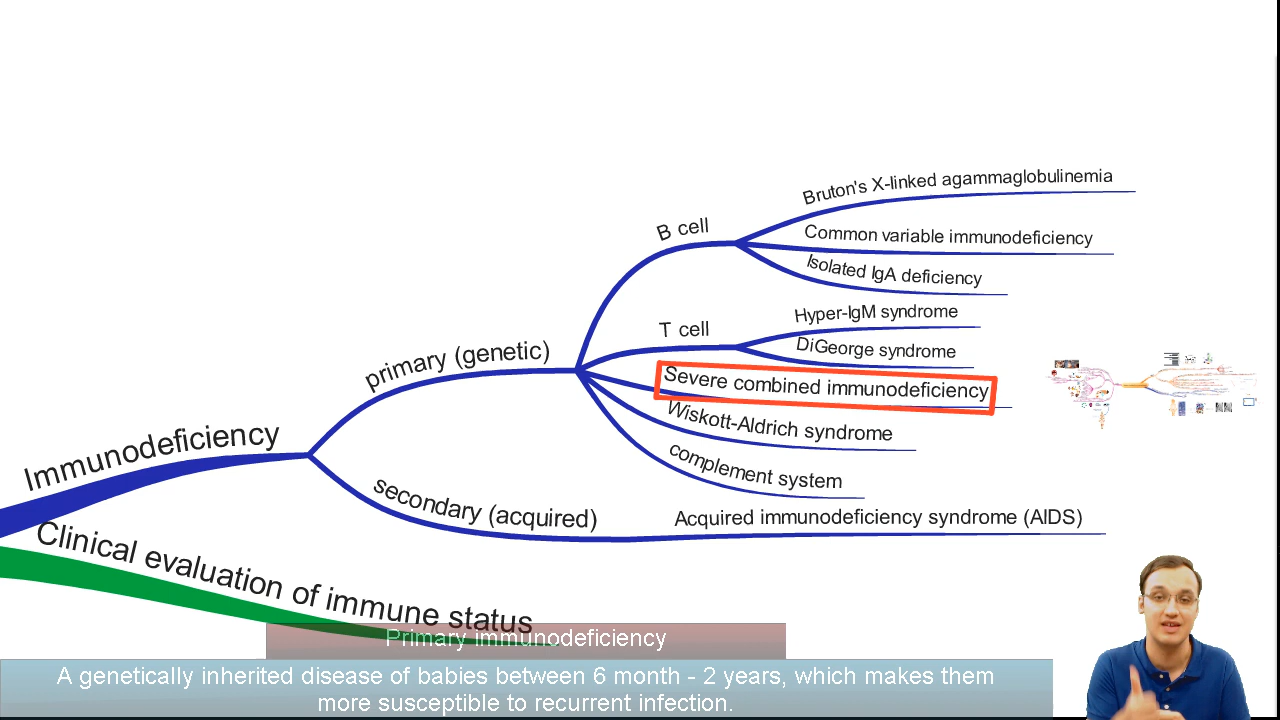 Bruton's X-linked agammaglobulinemia
B cell
Common variable immunodeficiency
Isolated IgA deficiency
Hyper-IgM syndrome
T cell
DiGeorge syndrome
primary (genetic)
Severe combined immunodeficiency
Wiskott-Aldrich syndrome
complement system
Immunodeficiency
secondary (acquired)
Acquired immunodeficiency syndrome (AIDS)
Clinical evaluation of immune status
Primary immunodeficiency
A genetically inherited disease of babies between 6 month - 2 years, which makes them
more susceptible to recurrent infection.